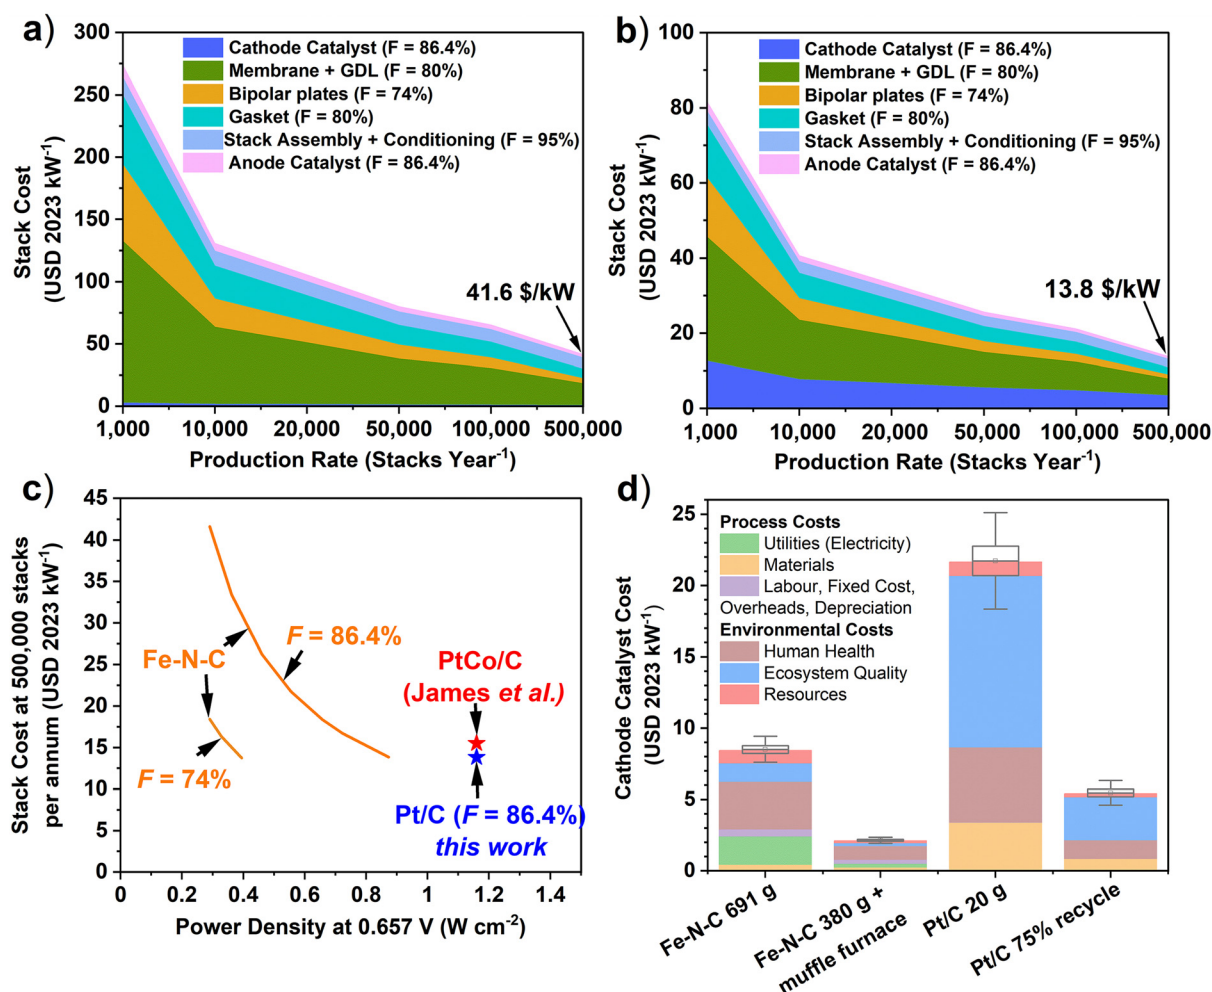 a)
300
250
200
150
100
50
0
Stack Cost
(USD 2023 kW-1)
Cathode Catalyst (F = 86.4%)
Membrane + GDL (F = 80%)
Bipolar plates (F = 74%)
Gasket (F = 80%)
Stack Assembly + Conditioning (F = 95%)
Anode Catalyst (F = 86.4%)
41.6 $/kW
1,000 10,000 20,000 50,000 100,000 500,000
Production Rate (Stacks Year-1)
b)
100
80
60
40
20
0
Stack Cost
(USD 2023 kW-1)
Cathode Catalyst (F = 86.4%)
Membrane + GDL (F = 80%)
Bipolar plates (F = 74%)
Gasket (F = 80%)
Stack Assembly + Conditioning (F = 95%)
Anode Catalyst (F = 86.4%)
13.8 $/kW
1,000 10,000 20,000 50,000 100,000 500,000
Production Rate (Stacks Year-1)
c)
45
40
35
30
25
20
15
10
5
0
Stack Cost at 500,000 stacks
per annum (USD 2023 kW-1)
F = 86.4%
Fe-N-C
F = 74%
PtCo/C
(James et al.)
Pt/C (F = 86.4%)
this work
0 0.2 0.4 0.6 0.8 1 1.2 1.4
Power Density at 0.657 V (W cm-2)
d)
25
20
15
10
5
0
Cathode Catalyst Cost
(USD 2023 kW-1)
Process Costs
Utilities (Electricity)
Materials
Labour, Fixed Cost,
Overheads, Depreciation
Environmental Costs
Human Health
Ecosystem Quality
Resources
Fe-N-C 691 g
Fe-N-C 380 g +
muffle furnace
Pt/C 20 g
Pt/C 75% recycle